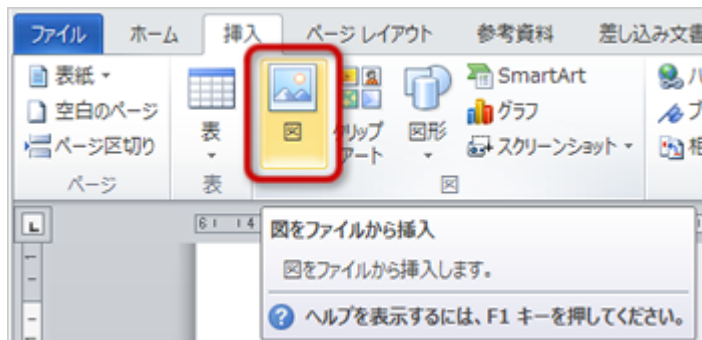 ファイル ホーム 挿入 ページ レイアウト 参考資料 差し込み文書
表紙
空白のページ
ページ区切り
ページ
表
表
図
クリップ
アート
図形
SmartArt
グラフ
スクリーンショット
図
ハ
ブ
相
L
6 4
図をファイルから挿入
図をファイルから挿入します。
ヘルプを表示するには、F1 キーを押してください。